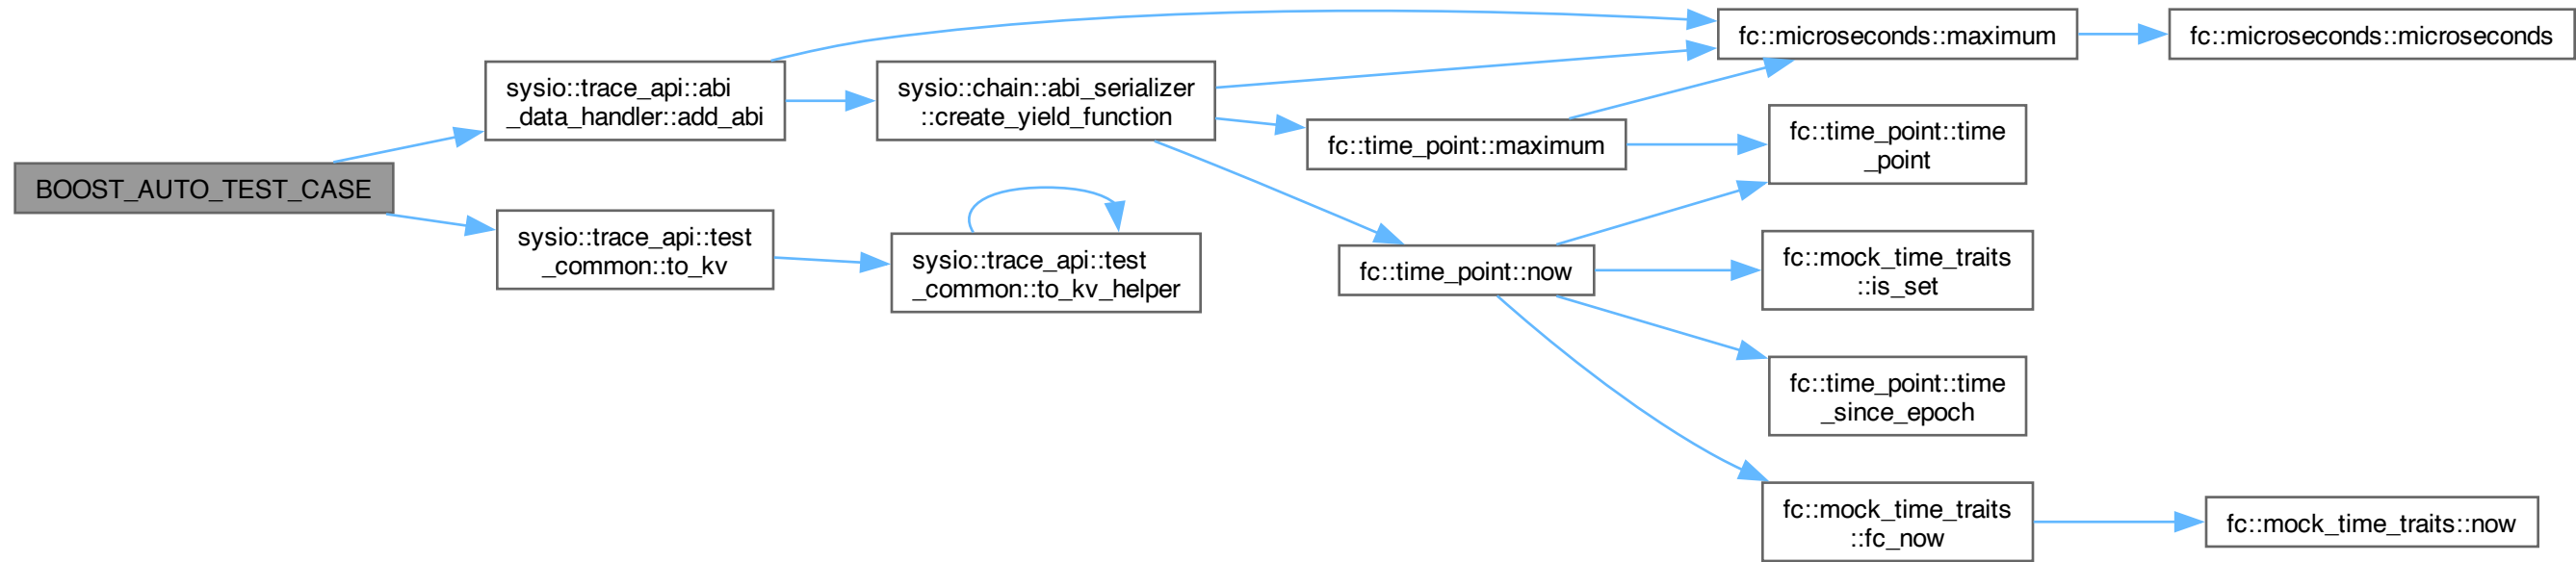 BOOST_AUTO_TEST_CASE
sysio::trace_api::abi
_data_handler::add_abi
sysio::trace_api::test
_common::to_kv
sysio::chain::abi_serializer
::create_yield_function
sysio::trace_api::test
_common::to_kv_helper
fc::time_point::maximum
fc::time_point::now
fc::microseconds::maximum
fc::time_point::time
_point
fc::mock_time_traits
::is_set
fc::time_point::time
_since_epoch
fc::mock_time_traits
::fc_now
fc::microseconds::microseconds
fc::mock_time_traits::now